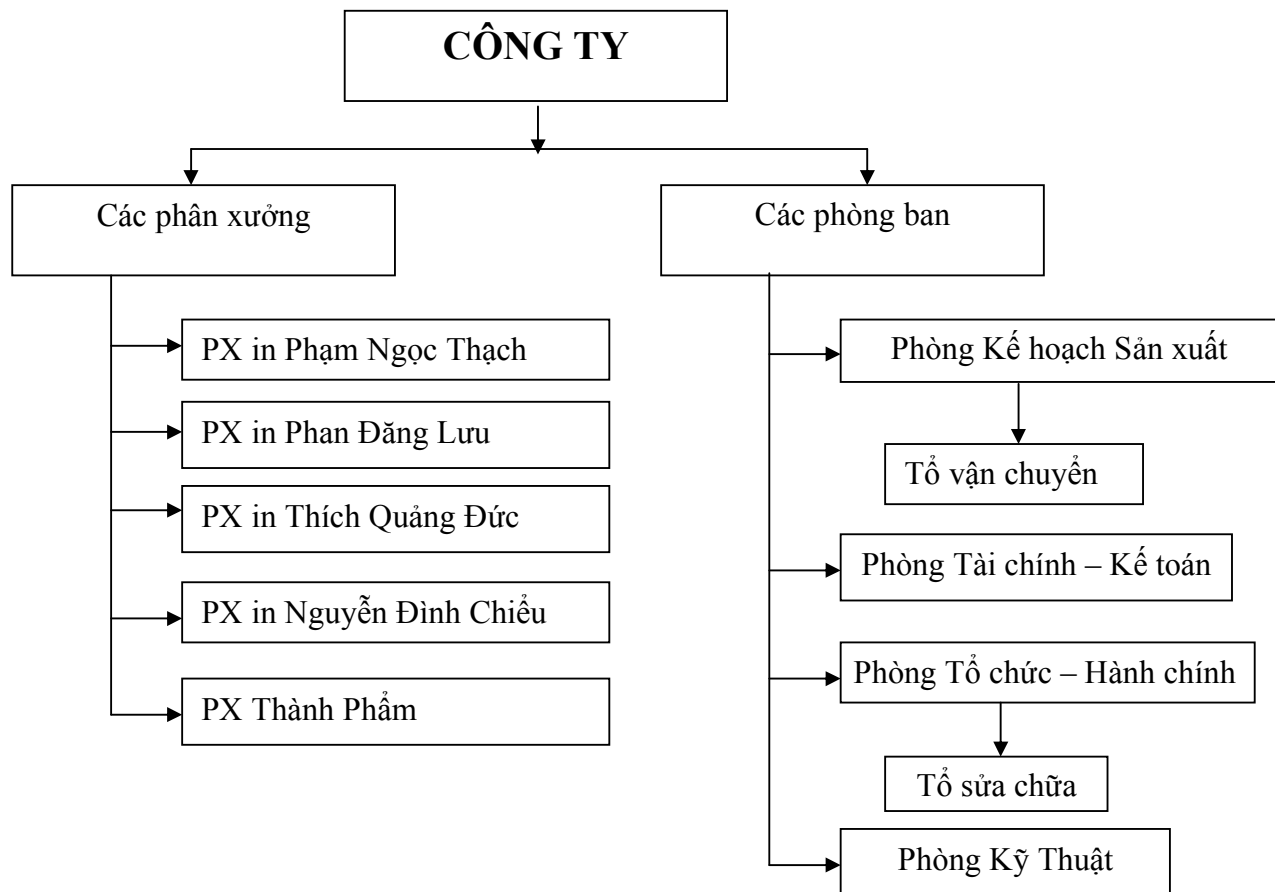 CÔNG TY
Các phân xưởng
Các phòng ban
PX in Phạm Ngọc Thạch
PX in Phan Đăng Lưu
PX in Thích Quảng Đức
PX in Nguyễn Đình Chiểu
PX Thành Phẩm
Phòng Kế hoạch Sản xuất
Tổ vận chuyển
Phòng Tài chính – Kế toán
Phòng Tổ chức – Hành chính
Tổ sửa chữa
Phòng Kỹ Thuật